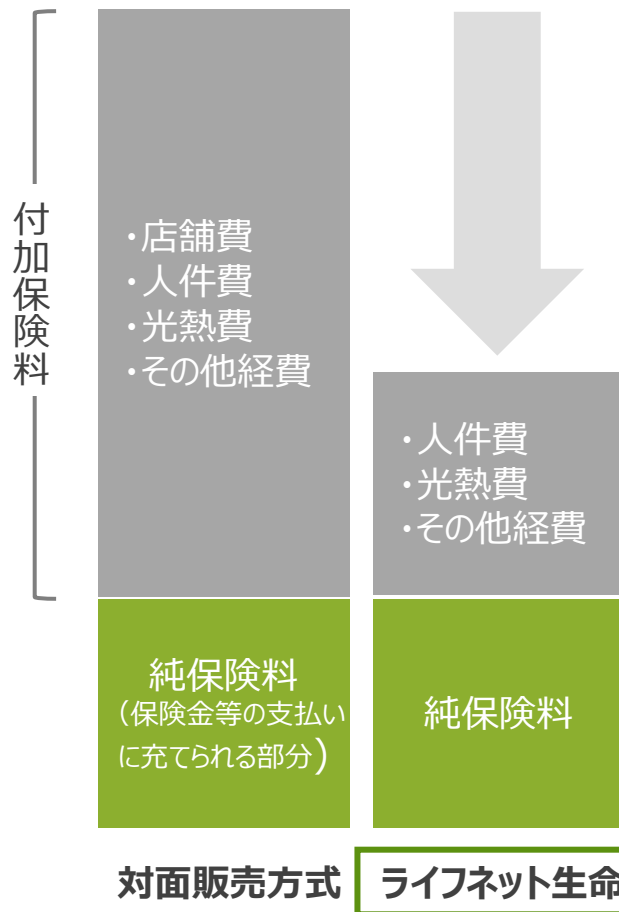 付加保険料
・店舗費
・人件費
・光熱費
・その他経費
純保険料
（保険金等の支払い
に充てられる部分）
・人件費
・光熱費
・その他経費
純保険料
対面販売方式
ライフネット生命